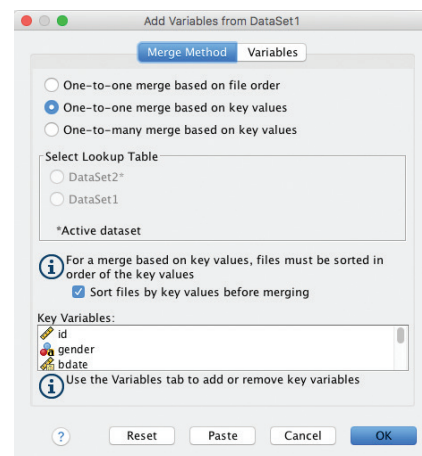 Add Variables from DataSet1
Merge Method Variables
One-to-one merge based on file order
One-to-one merge based on key values
One-to-many merge based on key values
Select Lookup Table
DataSet2*
DataSet1
*Active dataset
For a merge based on key values, files must be sorted in
order of the key values
Sort files by key values before merging
Key Variables:
id
gender
bdate
Use the Variables tab to add or remove key variables
? Reset Paste Cancel OK